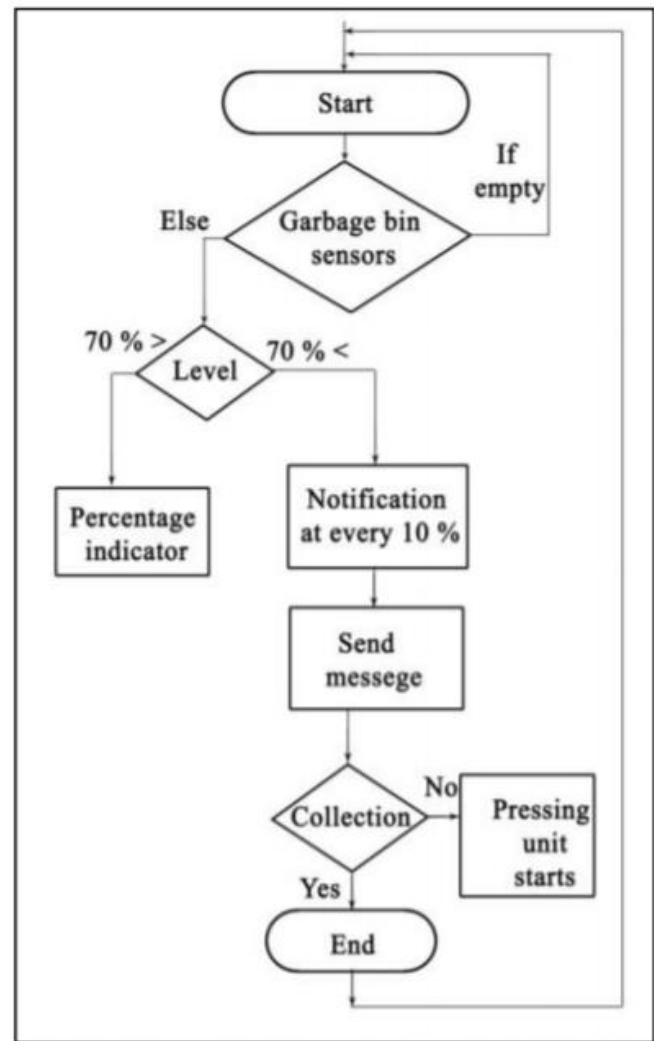 Start
If
empty
Else
Garbage bin
sensors
70 % >
70 % <
Level
Percentage
indicator
Notification
at every 10 %
Send
messege
Collection
No
Pressing
unit
starts
Yes
End